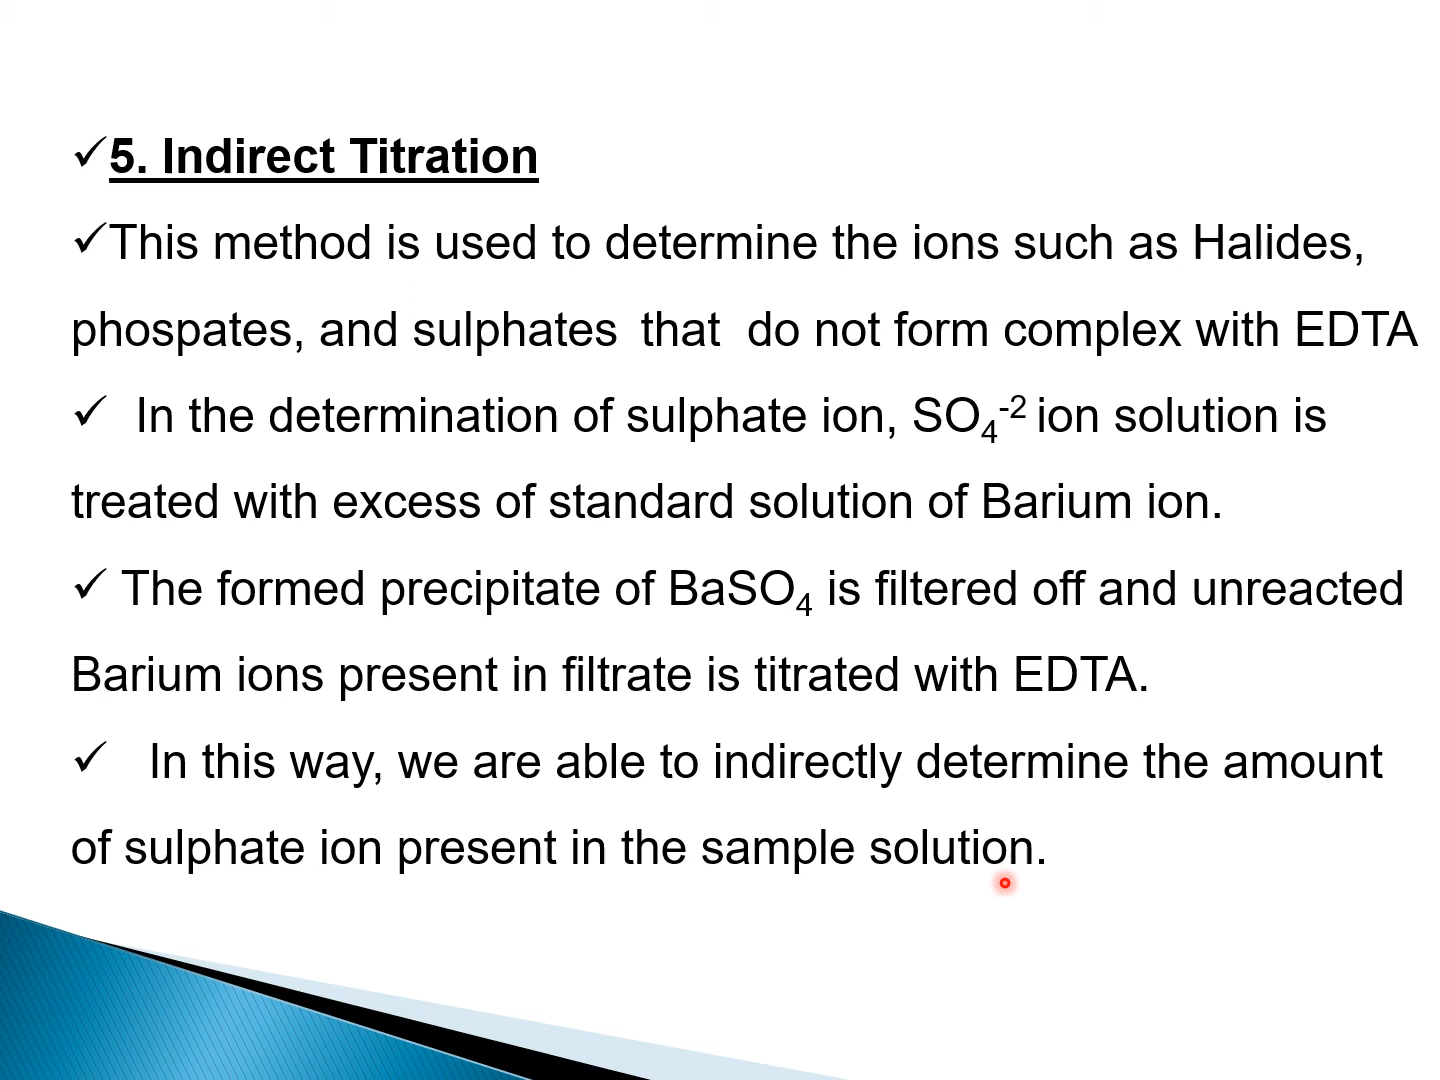 ✓5. Indirect Titration
✓This method is used to determine the ions such as Halides,
phospates, and sulphates that do not form complex with EDTA
✓ In the determination of sulphate ion, SO₄⁻² ion solution is
treated with excess of standard solution of Barium ion.
✓ The formed precipitate of BaSO₄ is filtered off and unreacted
Barium ions present in filtrate is titrated with EDTA.
✓ In this way, we are able to indirectly determine the amount
of sulphate ion present in the sample solution.